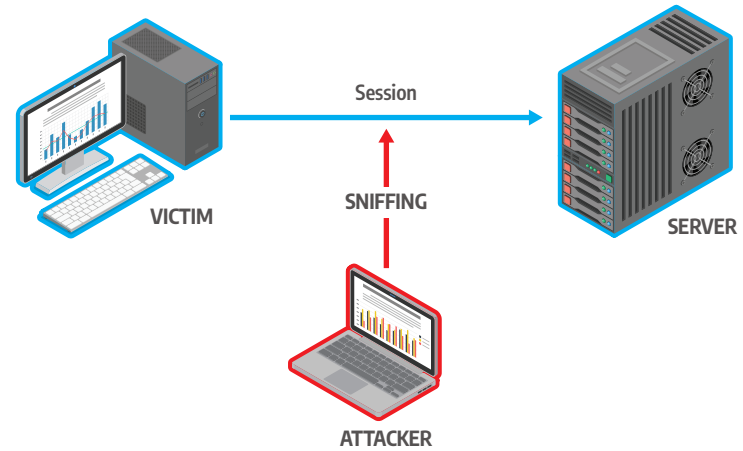 Session
SNIFFING
VICTIM
SERVER
ATTACKER